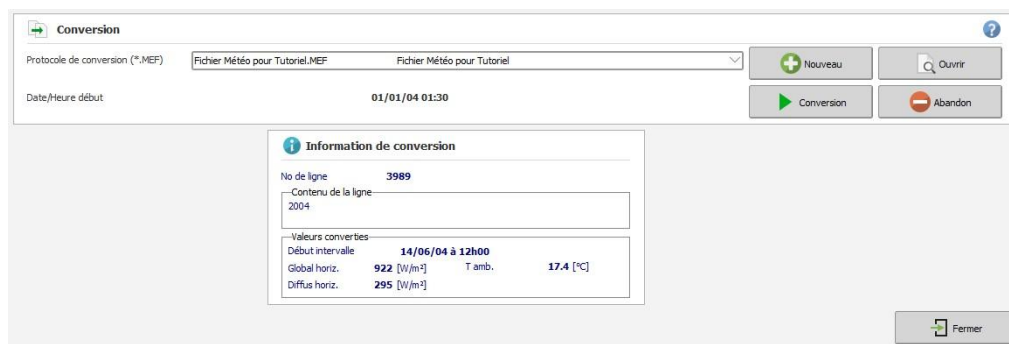 Conversion
Protocole de conversion (*.MEF) Fichier Météo pour Tutoriel.MEF Fichier Météo pour Tutoriel Nouveau Ouvrir
Date/Heure début 01/01/04 01:30 Conversion Abandon
Information de conversion
No de ligne 3989
Contenu de la ligne
2004
Valeurs converties
Début intervalle 14/06/04 à 12h00
Global horiz. 922 [W/m²] T amb. 17.4 [°C]
Diffus horiz. 295 [W/m²]
Fermer